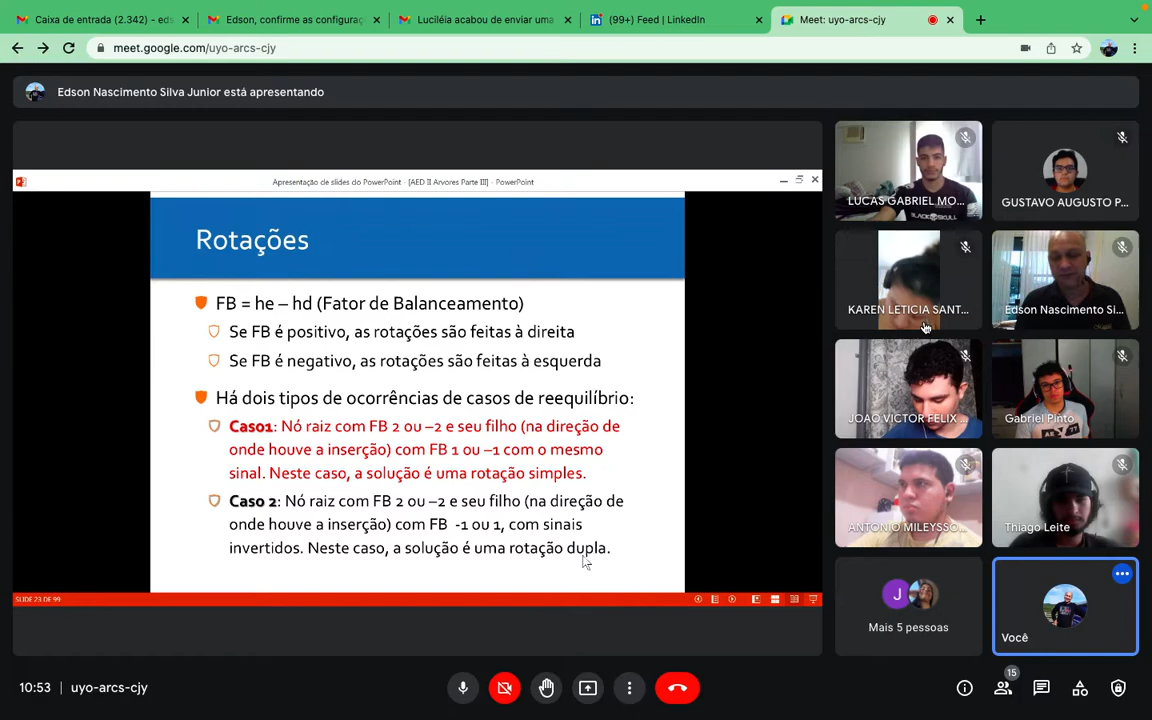 Caixa de entrada (2.342) - eds
Edson, confirme as configuraç
Luciléia acabou de enviar uma
(99+) Feed | LinkedIn
Meet: uyo-arcs-cjy
meet.google.com/uyo-arcs-cjy
Edson Nascimento Silva Junior está apresentando
Apresentação de slides do PowerPoint - [AED II Arvores Parte III] - PowerPoint
Rotações
FB = he – hd (Fator de Balanceamento)
Se FB é positivo, as rotações são feitas à direita
Se FB é negativo, as rotações são feitas à esquerda
Há dois tipos de ocorrências de casos de reequilíbrio:
Caso1: Nó raiz com FB 2 ou –2 e seu filho (na direção de
onde houve a inserção) com FB 1 ou –1 com o mesmo
sinal. Neste caso, a solução é uma rotação simples.
Caso 2: Nó raiz com FB 2 ou –2 e seu filho (na direção de
onde houve a inserção) com FB -1 ou 1, com sinais
invertidos. Neste caso, a solução é uma rotação dupla.
SLIDE 23 DE 99
LUCAS GABRIEL MO...
GUSTAVO AUGUSTO P...
KAREN LETICIA SANT...
Edson Nascimento Si...
JOAO VICTOR FELIX
Gabriel Pinto
ANTONIO MILEYSSO...
Thiago Leite
J
Mais 5 pessoas
Você
10:53 | uyo-arcs-cjy
15